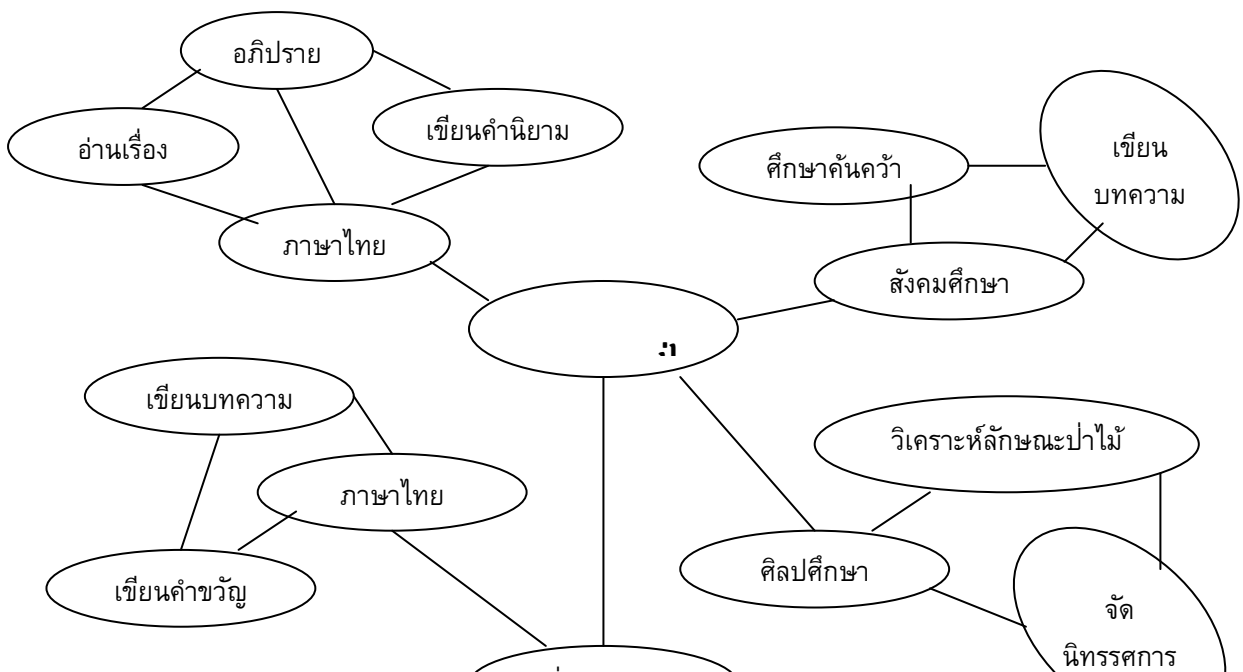 อภิปราย
อ่านเรื่อง
เขียนคำนิยาม
ภาษาไทย
ศึกษาค้นคว้า
เขียน
บทความ
สังคมศึกษา
เขียนบทความ
ภาษาไทย
เขียนคำขวัญ
วิเคราะห์ลักษณะป่าไม้
ศิลปศึกษา
จัด
นิทรรศการ